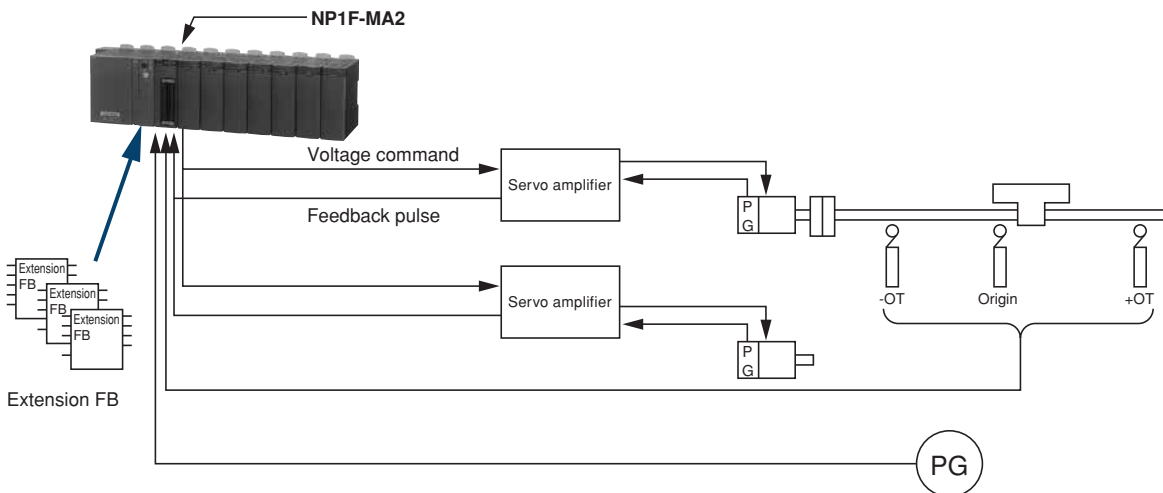 NP1F-MA2
Voltage command
Servo amplifier
Feedback pulse
P
G
Extension
FB
Extension
FB
Extension
FB
Extension FB
Servo amplifier
P
G
-OT
Origin
+OT
PG